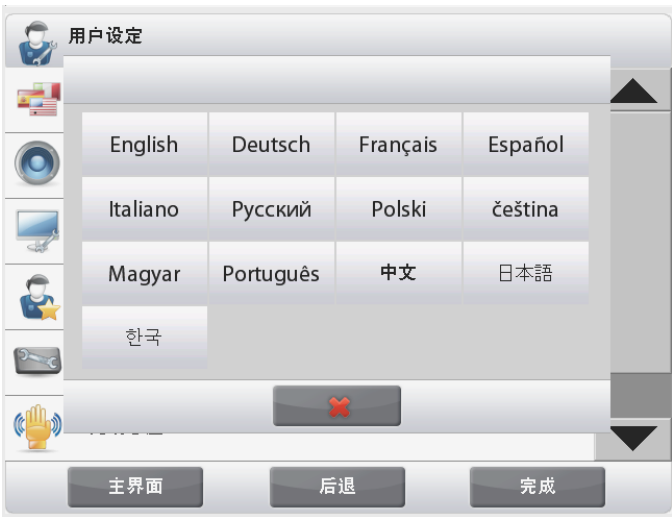 用户设定
English Deutsch Français Español
Italiano Русский Polski čeština
Magyar Português 中文 日本語
한국
主界面 后退 完成